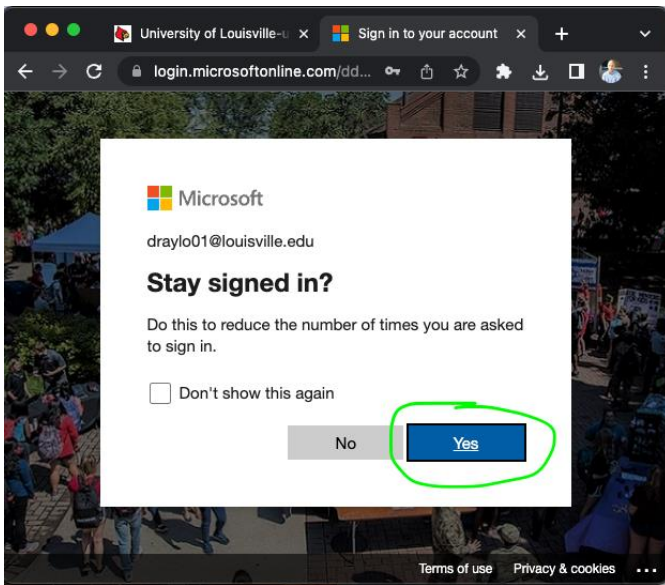 University of Louisville-u
Sign in to your account
login.microsoftonline.com/dd...
Microsoft
draylo01@louisville.edu
Stay signed in?
Do this to reduce the number of times you are asked
to sign in.
Don't show this again
No
Yes
Terms of use
Privacy & cookies
...